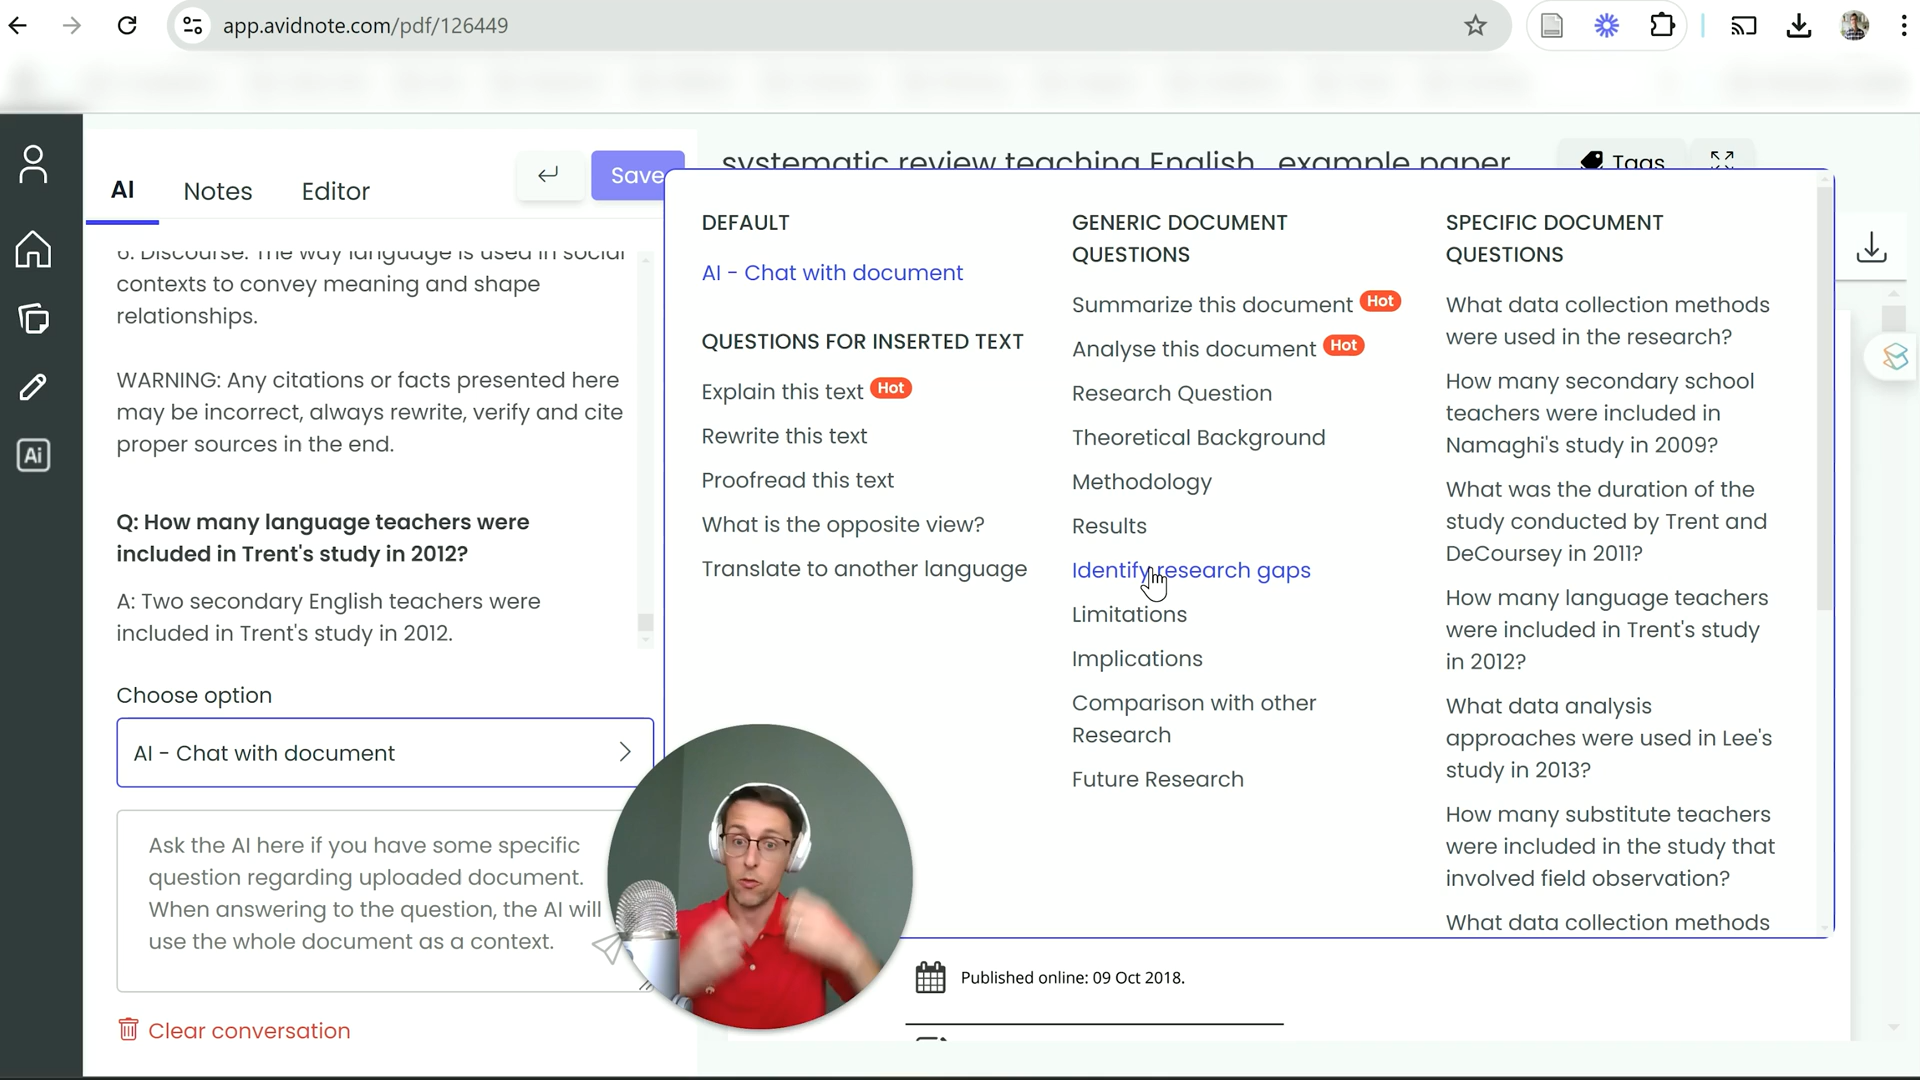 app.avidnote.com/pdf/126449
AI
Notes
Editor
Save
systematic review teaching English_ example paper
Tags
6. Discourse: The way language is used in social
contexts to convey meaning and shape
relationships.
WARNING: Any citations or facts presented here
may be incorrect, always rewrite, verify and cite
proper sources in the end.
Q: How many language teachers were
included in Trent's study in 2012?
A: Two secondary English teachers were
included in Trent's study in 2012.
Choose option
AI - Chat with document
Ask the AI here if you have some specific
question regarding uploaded document.
When answering to the question, the AI will
use the whole document as a context.
Clear conversation
Ai
DEFAULT
AI - Chat with document
QUESTIONS FOR INSERTED TEXT
Explain this text Hot
Rewrite this text
Proofread this text
What is the opposite view?
Translate to another language
GENERIC DOCUMENT
QUESTIONS
Summarize this document Hot
Analyse this document Hot
Research Question
Theoretical Background
Methodology
Results
Identify research gaps
Limitations
Implications
Comparison with other
Research
Future Research
SPECIFIC DOCUMENT
QUESTIONS
What data collection methods
were used in the research?
How many secondary school
teachers were included in
Namaghi's study in 2009?
What was the duration of the
study conducted by Trent and
DeCoursey in 2011?
How many language teachers
were included in Trent's study
in 2012?
What data analysis
approaches were used in Lee's
study in 2013?
How many substitute teachers
were included in the study that
involved field observation?
What data collection methods
Published online: 09 Oct 2018.